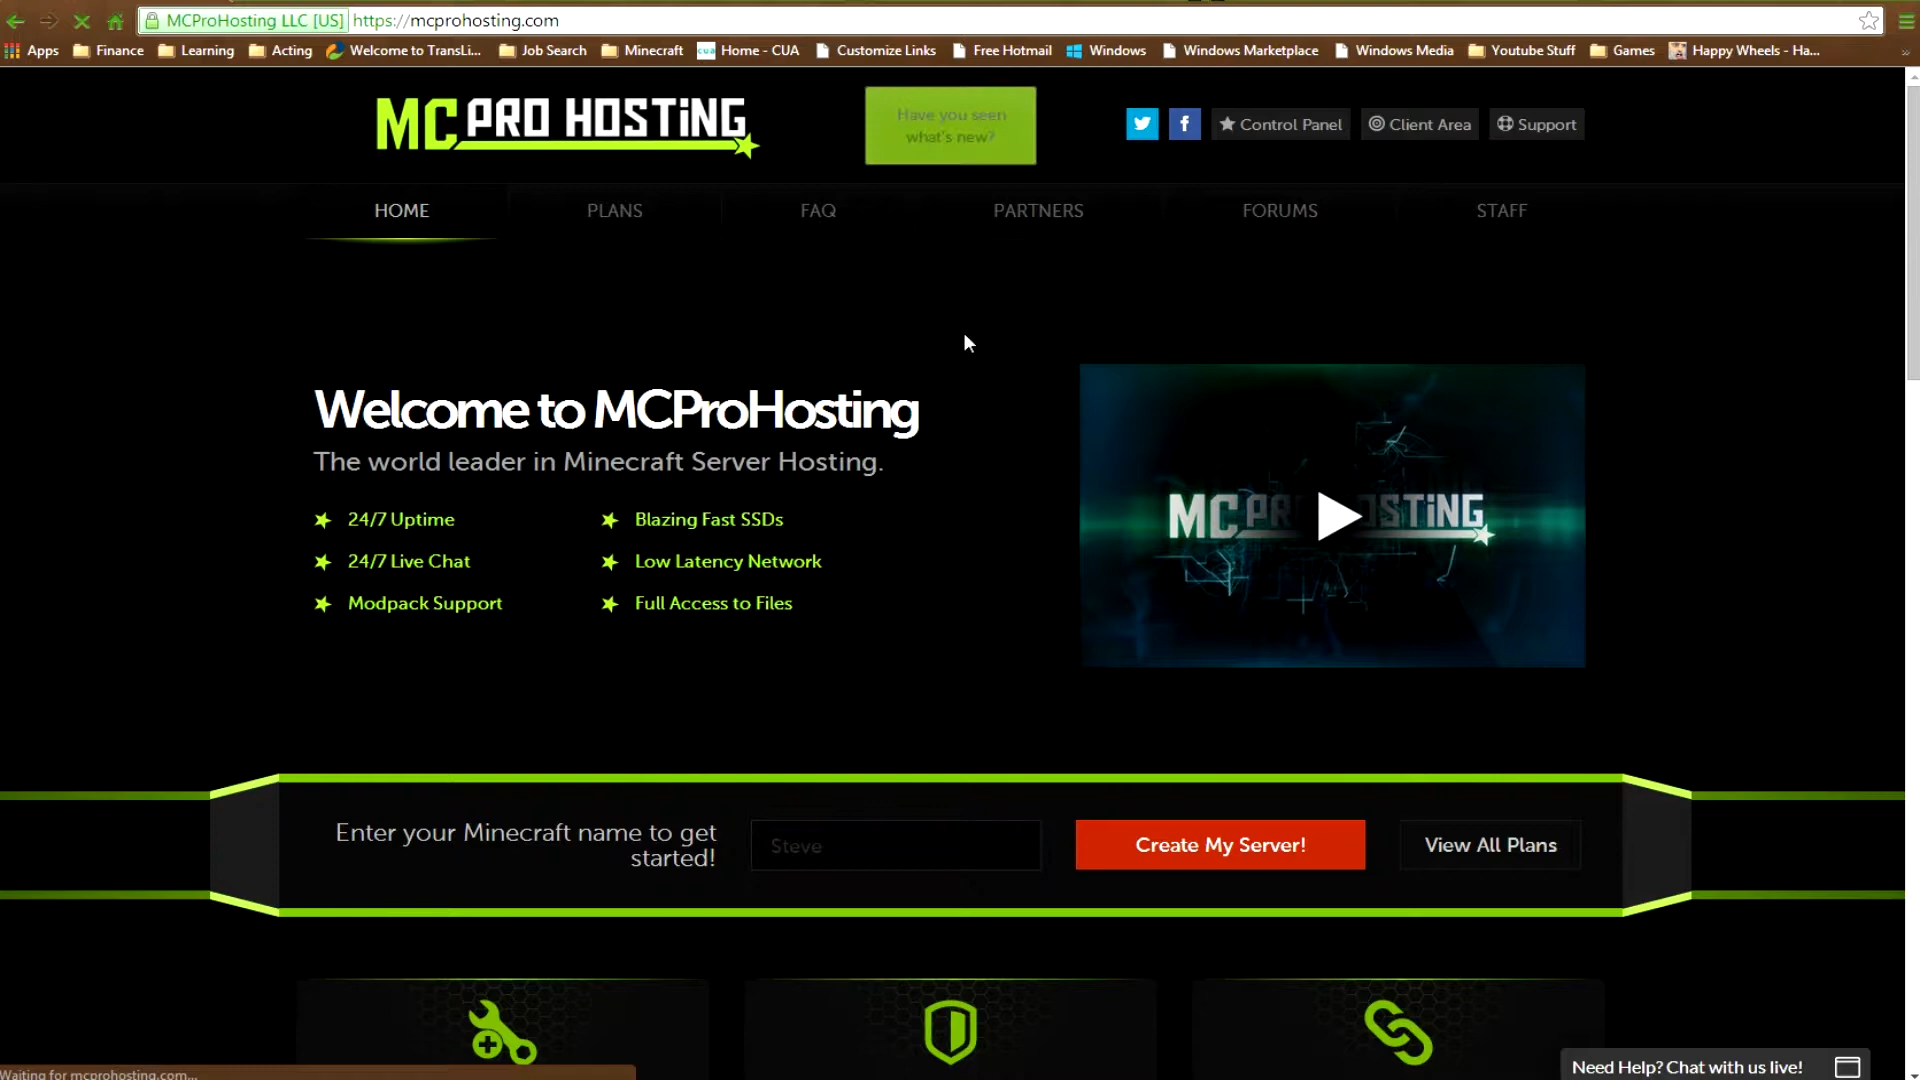 MCProHosting LLC [US] https://mcprohosting.com
Apps Finance Learning Acting Welcome to TransLi... Job Search Minecraft cua Home - CUA Customize Links Free Hotmail Windows Windows Marketplace Windows Media Youtube Stuff Games Happy Wheels - Ha...
MC PRO HOSTiNG
Have you seen
what's new?
Control Panel Client Area Support
HOME PLANS FAQ PARTNERS FORUMS STAFF
Welcome to MCProHosting
The world leader in Minecraft Server Hosting.
24/7 Uptime Blazing Fast SSDs
24/7 Live Chat Low Latency Network
Modpack Support Full Access to Files
MC PRO HOSTiNG
Enter your Minecraft name to get
started!
Steve
Create My Server!
View All Plans
Need Help? Chat with us live!
Waiting for mcprohosting.com...